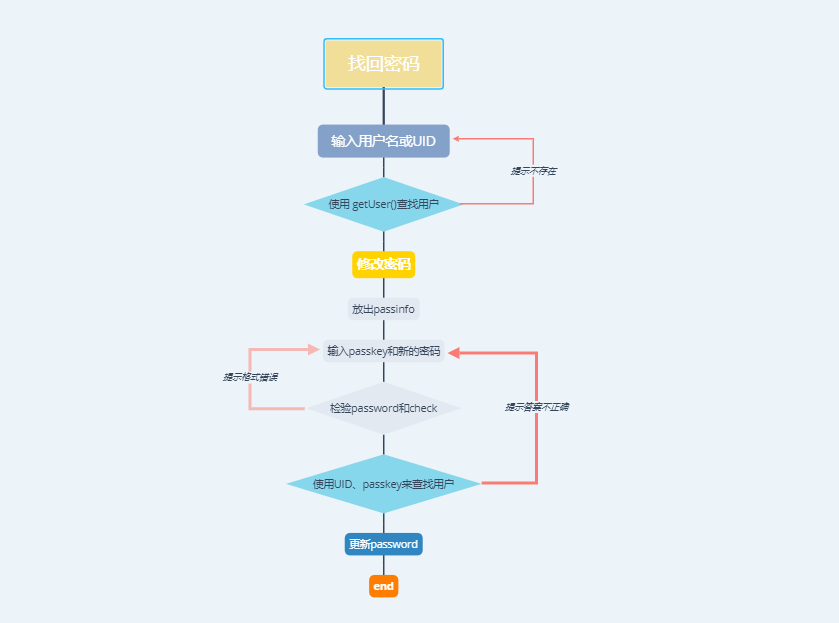 找回密码
输入用户名或UID
提示不存在
使用 getUser()查找用户
修改密码
放出passinfo
输入passkey和新的密码
提示格式错误
检验password和check
提示答案不正确
使用UID、passkey来查找用户
更新password
end